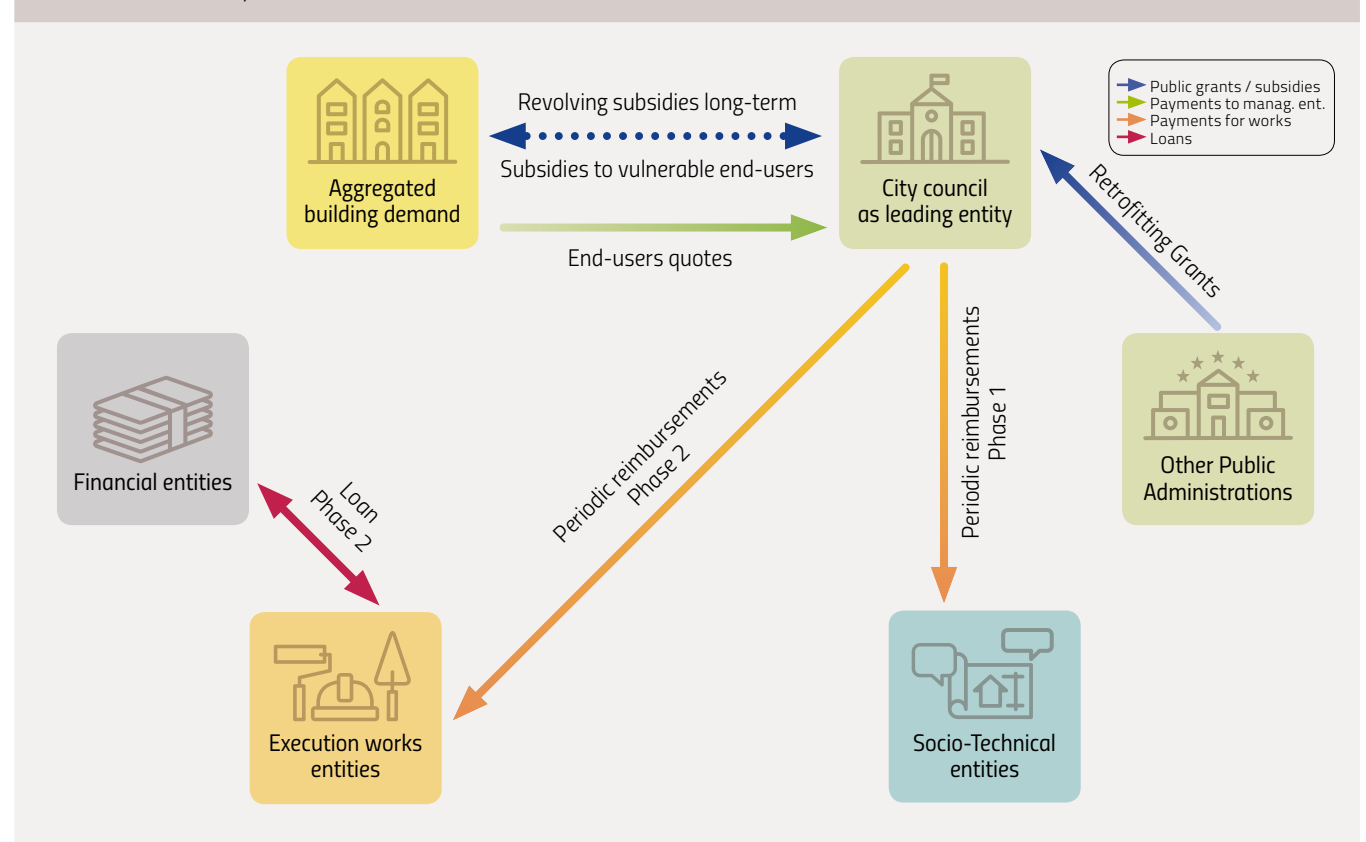 Revolving subsidies long-term
Subsidies to vulnerable end-users
Aggregated
building demand
City council
as leading entity
End-users quotes
Public grants / subsidies
Payments to manag. ent.
Payments for works
Loans
Retrofitting Grants
Financial entities
Loan
Phase 2
Periodic reimbursements
Phase 2
Periodic reimbursements
Phase 1
Other Public
Administrations
Execution works
entities
Socio-Technical
entities